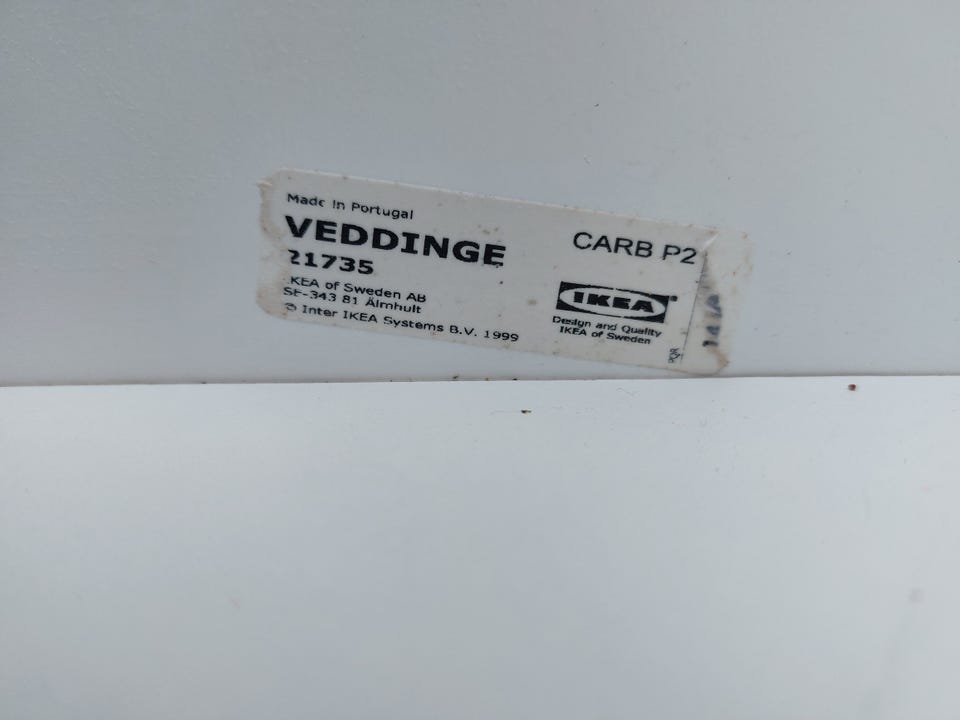 Made in Portugal
VEDDINGE
21735
IKEA of Sweden AB
SE-343 81 Älmhult
© Inter IKEA Systems B.V. 1999
CARB P2
IKEA®
Design and Quality
IKEA of Sweden